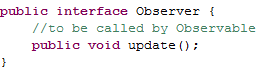 public interface Observer {
    //to be called by Observable
    public void update();
}